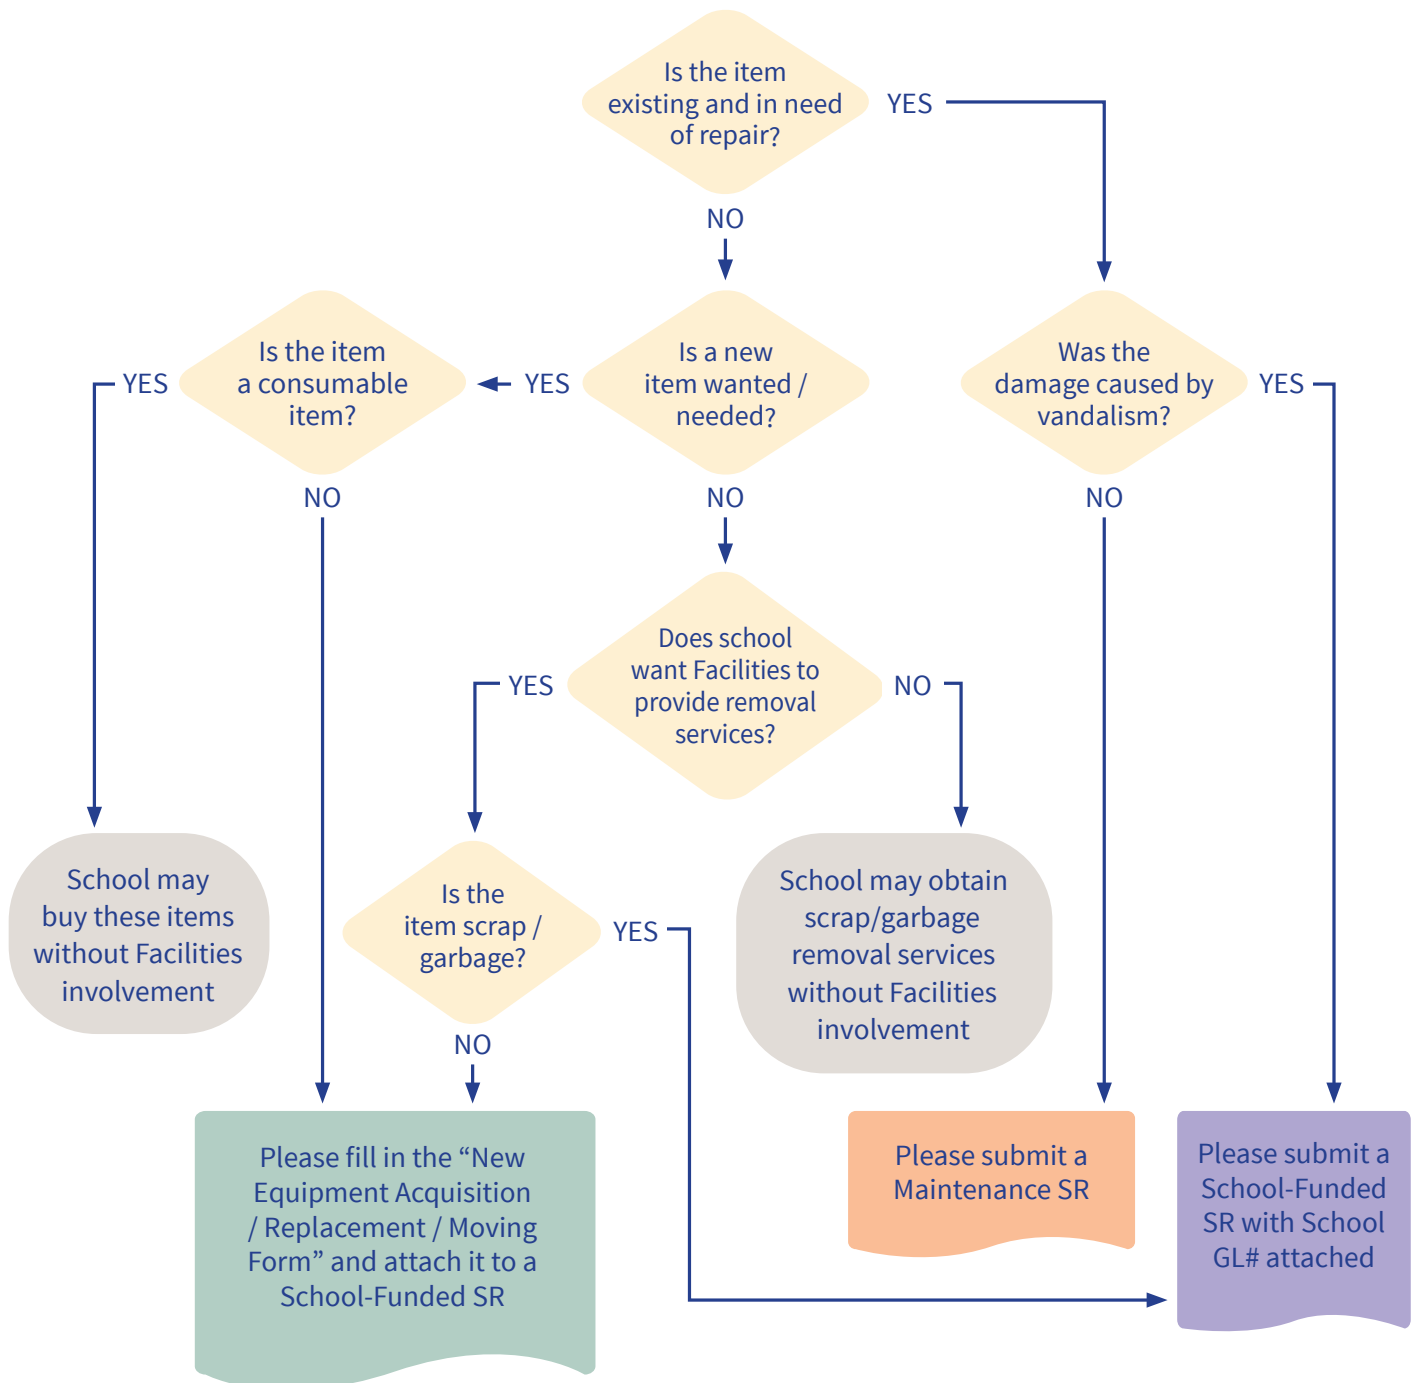 Is the item
existing and in need
of repair?
YES
NO
Is the item
a consumable
item?
YES
YES
Is a new
item wanted /
needed?
Was the
damage caused by
vandalism?
YES
NO
NO
NO
Does school
want Facilities to
provide removal
services?
YES
NO
School may
buy these items
without Facilities
involvement
Is the
item scrap /
garbage?
YES
NO
School may obtain
scrap/garbage
removal services
without Facilities
involvement
Please fill in the “New
Equipment Acquisition
/ Replacement / Moving
Form” and attach it to a
School-Funded SR
Please submit a
Maintenance SR
Please submit a
School-Funded
SR with School
GL# attached